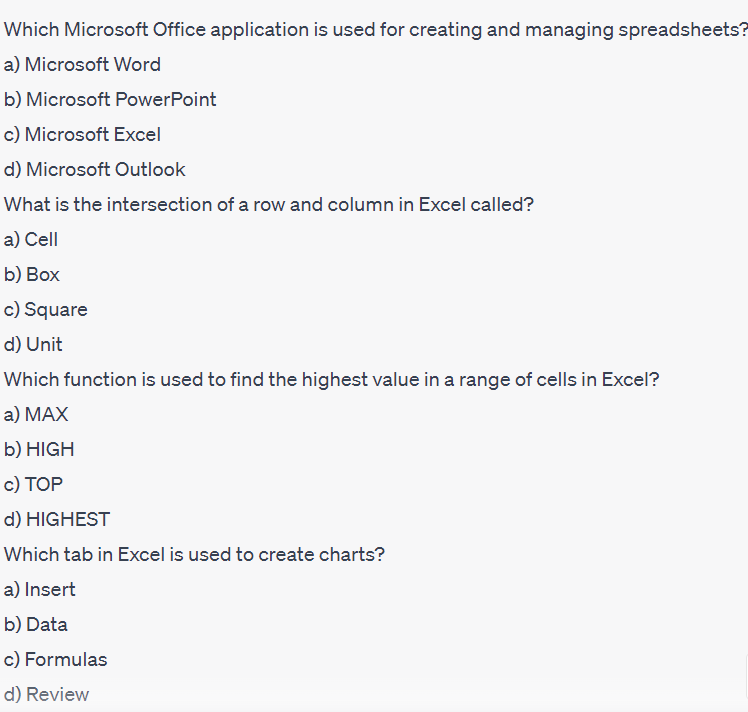 Which Microsoft Office application is used for creating and managing spreadsheets?
a) Microsoft Word
b) Microsoft PowerPoint
c) Microsoft Excel
d) Microsoft Outlook
What is the intersection of a row and column in Excel called?
a) Cell
b) Box
c) Square
d) Unit
Which function is used to find the highest value in a range of cells in Excel?
a) MAX
b) HIGH
c) TOP
d) HIGHEST
Which tab in Excel is used to create charts?
a) Insert
b) Data
c) Formulas
d) Review